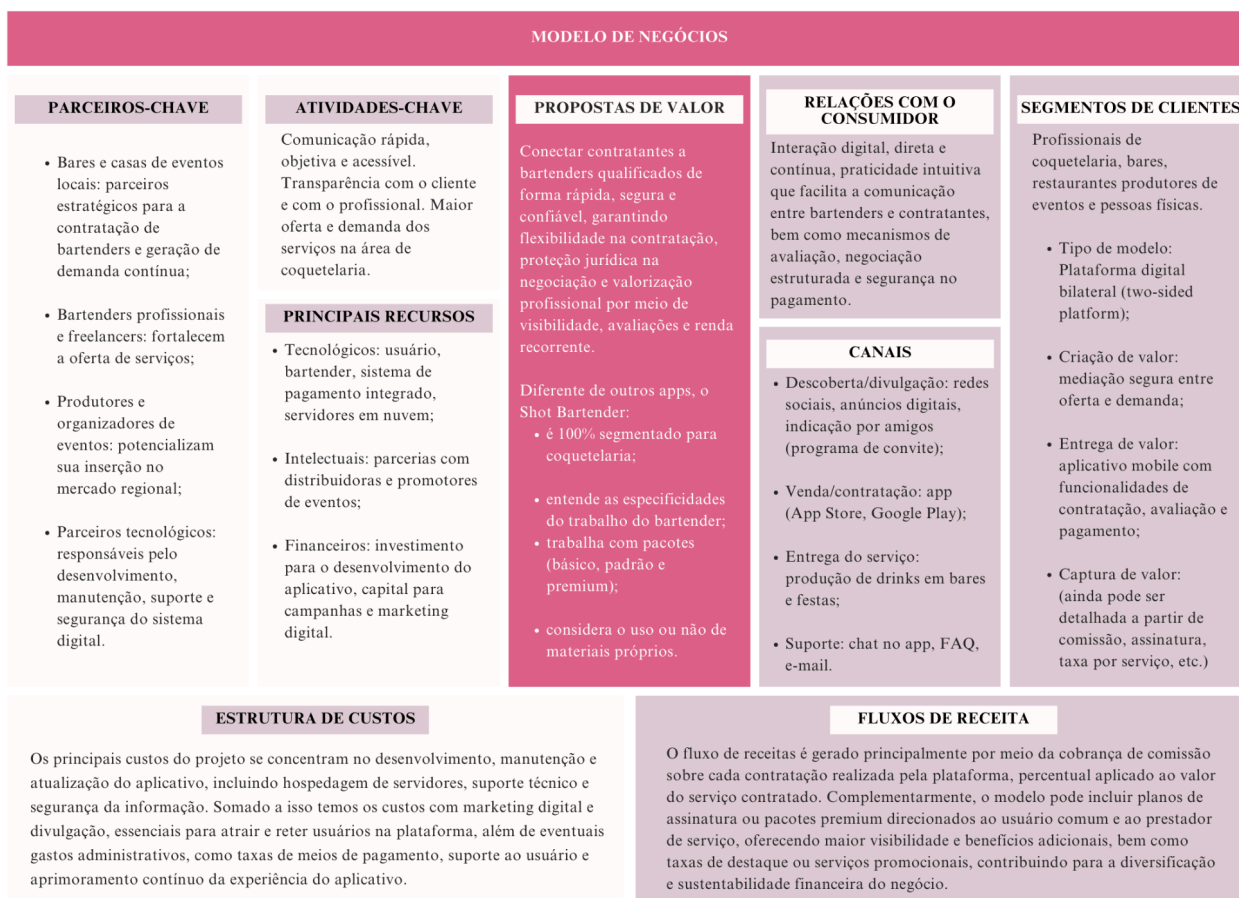 MODELO DE NEGÓCIOS
PARCEIROS-CHAVE
• Bares e casas de eventos
locais: parceiros
estratégicos para a
contratação de
bartenders e geração de
demanda contínua;
• Bartenders profissionais
e freelancers: fortalecem
a oferta de serviços;
• Produtores e
organizadores de
eventos: potencializam
sua inserção no
mercado regional;
• Parceiros tecnológicos:
responsáveis pelo
desenvolvimento,
manutenção, suporte e
segurança do sistema
digital.
ATIVIDADES-CHAVE
Comunicação rápida,
objetiva e acessível.
Transparência com o cliente
e com o profissional. Maior
oferta e demanda dos
serviços na área de
coquetelaria.
PRINCIPAIS RECURSOS
• Tecnológicos: usuário,
bartender, sistema de
pagamento integrado,
servidores em nuvem;
• Intelectuais: parcerias com
distribuidoras e promotores
de eventos;
• Financeiros: investimento
para o desenvolvimento do
aplicativo, capital para
campanhas e marketing
digital.
PROPOSTAS DE VALOR
Conectar contratantes a
bartenders qualificados de
forma rápida, segura e
confiável, garantindo
flexibilidade na contratação,
proteção jurídica na
negociação e valorização
profissional por meio de
visibilidade, avaliações e renda
recorrente.
Diferente de outros apps, o
Shot Bartender:
• é 100% segmentado para
coquetelaria;
• entende as especificidades
do trabalho do bartender;
• trabalha com pacotes
(básico, padrão e
premium);
• considera o uso ou não de
materiais próprios.
RELAÇÕES COM O
CONSUMIDOR
Interação digital, direta e
contínua, praticidade intuitiva
que facilita a comunicação
entre bartenders e contratantes,
bem como mecanismos de
avaliação, negociação
estruturada e segurança no
pagamento.
CANAIS
• Descoberta/divulgação: redes
sociais, anúncios digitais,
indicação por amigos
(programa de convite);
• Venda/contratação: app
(App Store, Google Play);
• Entrega do serviço:
produção de drinks em bares
e festas;
• Suporte: chat no app, FAQ,
e-mail.
SEGMENTOS DE CLIENTES
Profissionais de
coquetelaria, bares,
restaurantes produtores de
eventos e pessoas físicas.
• Tipo de modelo:
Plataforma digital
bilateral (two-sided
platform);
• Criação de valor:
mediação segura entre
oferta e demanda;
• Entrega de valor:
aplicativo mobile com
funcionalidades de
contratação, avaliação e
pagamento;
• Captura de valor:
(ainda pode ser
detalhada a partir de
comissão, assinatura,
taxa por serviço, etc.)
ESTRUTURA DE CUSTOS
Os principais custos do projeto se concentram no desenvolvimento, manutenção e
atualização do aplicativo, incluindo hospedagem de servidores, suporte técnico e
segurança da informação. Somado a isso temos os custos com marketing digital e
divulgação, essenciais para atrair e reter usuários na plataforma, além de eventuais
gastos administrativos, como taxas de meios de pagamento, suporte ao usuário e
aprimoramento contínuo da experiência do aplicativo.
FLUXOS DE RECEITA
O fluxo de receitas é gerado principalmente por meio da cobrança de comissão
sobre cada contratação realizada pela plataforma, percentual aplicado ao valor
do serviço contratado. Complementarmente, o modelo pode incluir planos de
assinatura ou pacotes premium direcionados ao usuário comum e ao prestador
de serviço, oferecendo maior visibilidade e benefícios adicionais, bem como
taxas de destaque ou serviços promocionais, contribuindo para a diversificação
e sustentabilidade financeira do negócio.